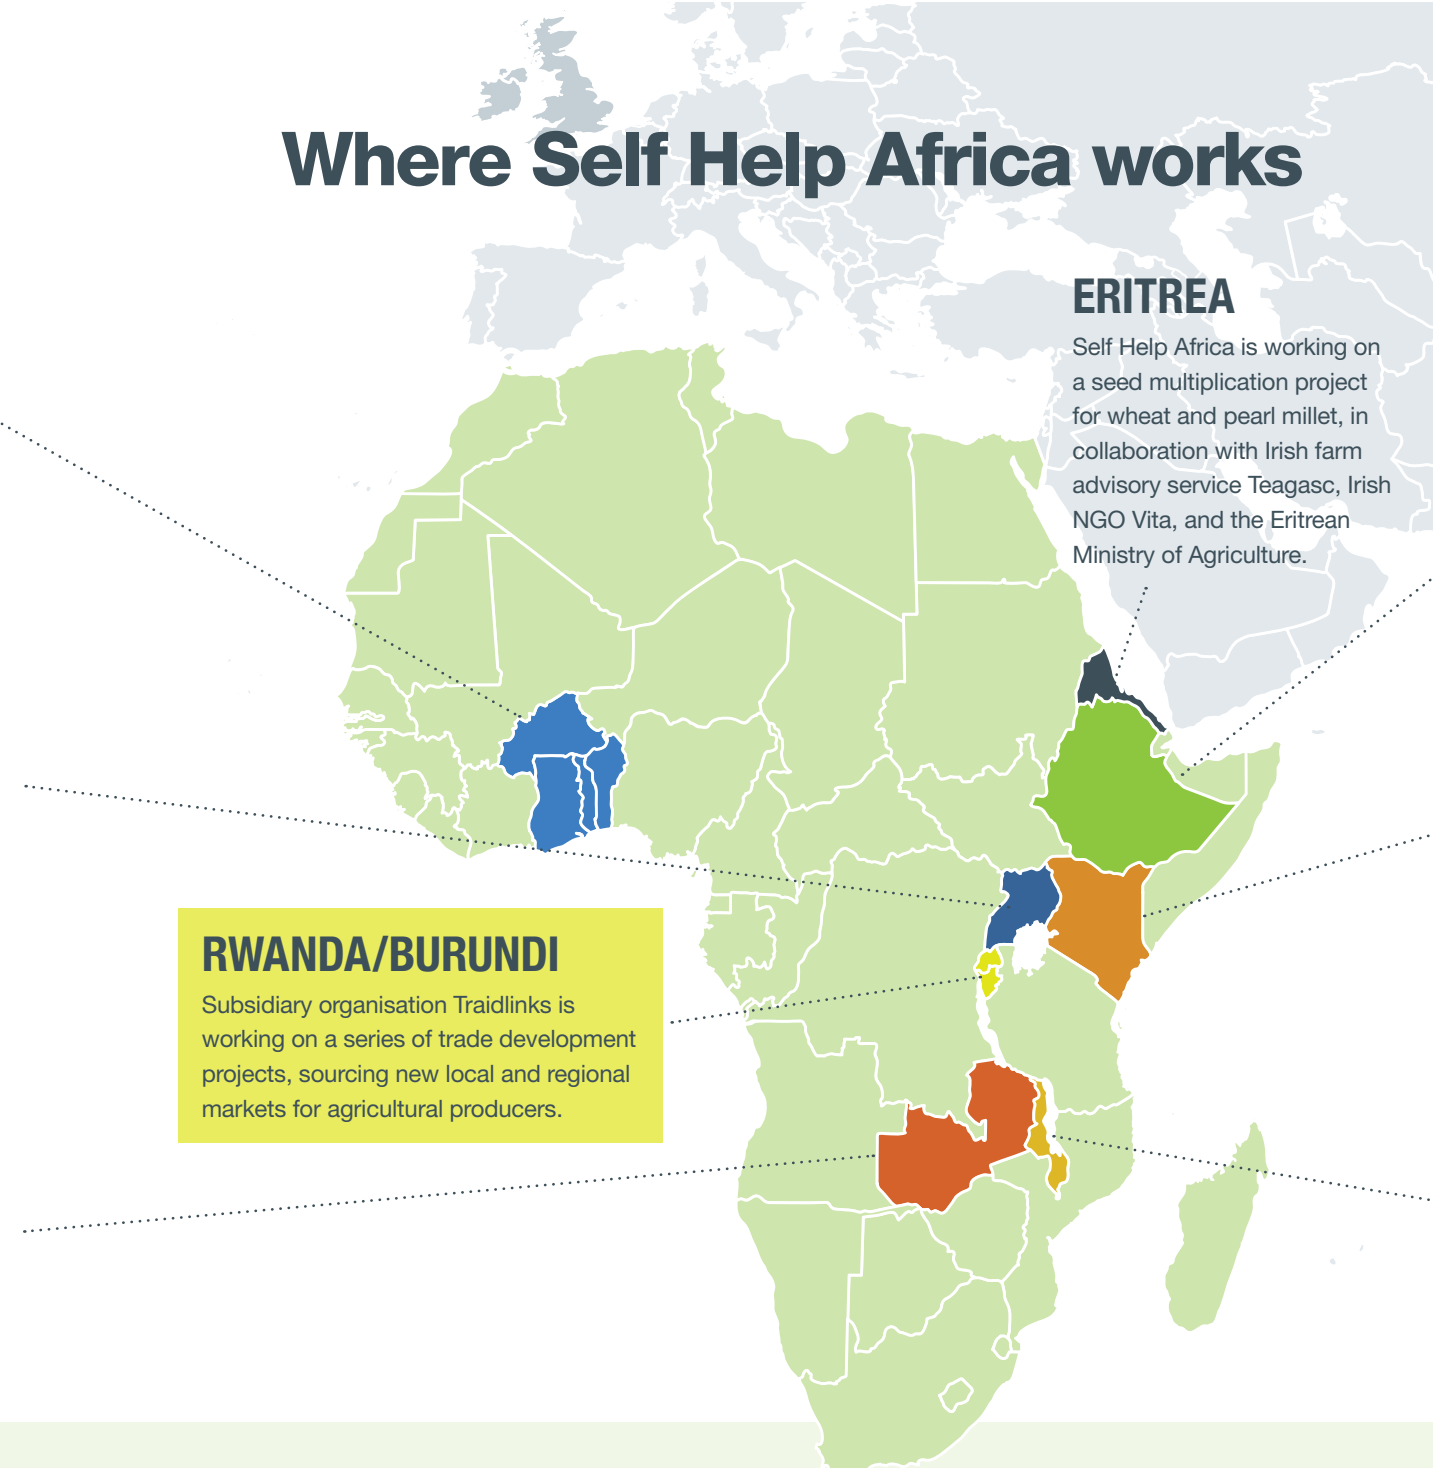 Where Self Help Africa works
ERITREA
Self Help Africa is working on
a seed multiplication project
for wheat and pearl millet, in
collaboration with Irish farm
advisory service Teagasc, Irish
NGO Vita, and the Eritrean
Ministry of Agriculture.
RWANDA/BURUNDI
Subsidiary organisation Traidlinks is
working on a series of trade development
projects, sourcing new local and regional
markets for agricultural producers.